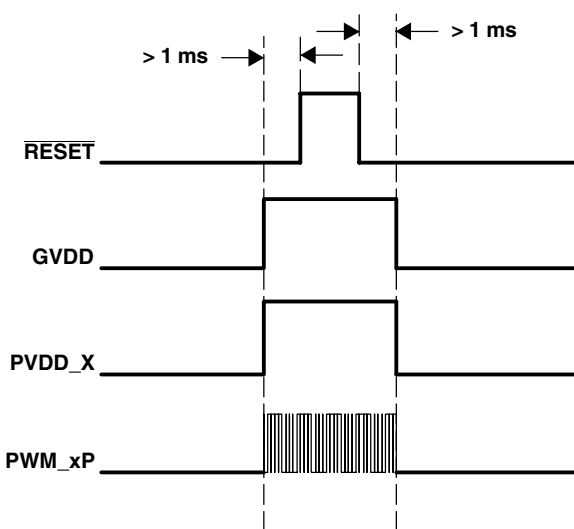 > 1 ms
> 1 ms
RESET
GVDD
PVDD_X
PWM_xP